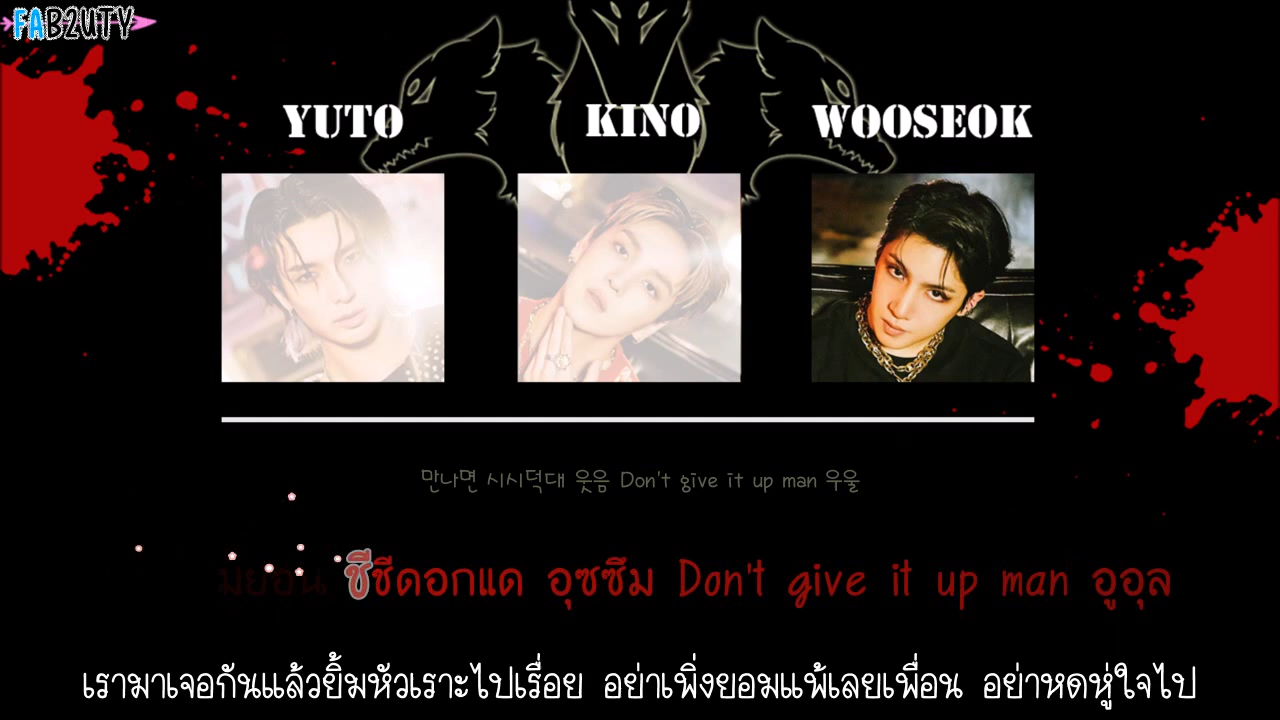 FAB2UTY
YUTO KINO WOOSEOK
만나면 시시덕대 웃음 Don't give it up man 우울
ชีชีดอกแด อุซซึม Don't give it up man อูอุล
เรามาเจอกันแล้วยิ้มหัวเราะไปเรื่อย อย่าเพิ่งยอมแพ้เลยเพื่อน อย่าหดหู่ใจไป